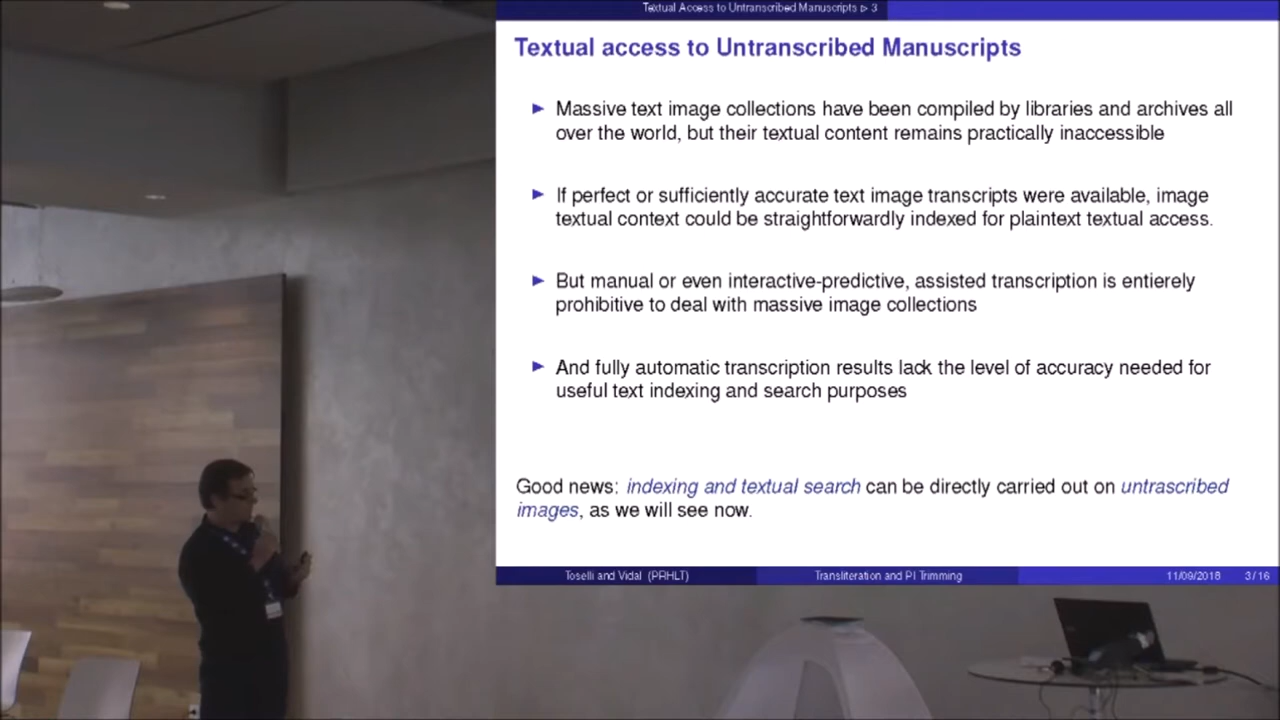 Textual Access to Untranscribed Manuscripts ▷ 3
Textual access to Untranscribed Manuscripts
► Massive text image collections have been compiled by libraries and archives all
over the world, but their textual content remains practically inaccessible
► If perfect or sufficiently accurate text image transcripts were available, image
textual context could be straightforwardly indexed for plaintext textual access.
► But manual or even interactive-predictive, assisted transcription is entierely
prohibitive to deal with massive image collections
► And fully automatic transcription results lack the level of accuracy needed for
useful text indexing and search purposes
Good news: indexing and textual search can be directly carried out on untrascribed
images, as we will see now.
Toselli and Vidal (PRHLT) Transliteration and PI Trimming 11/09/2018 3/16